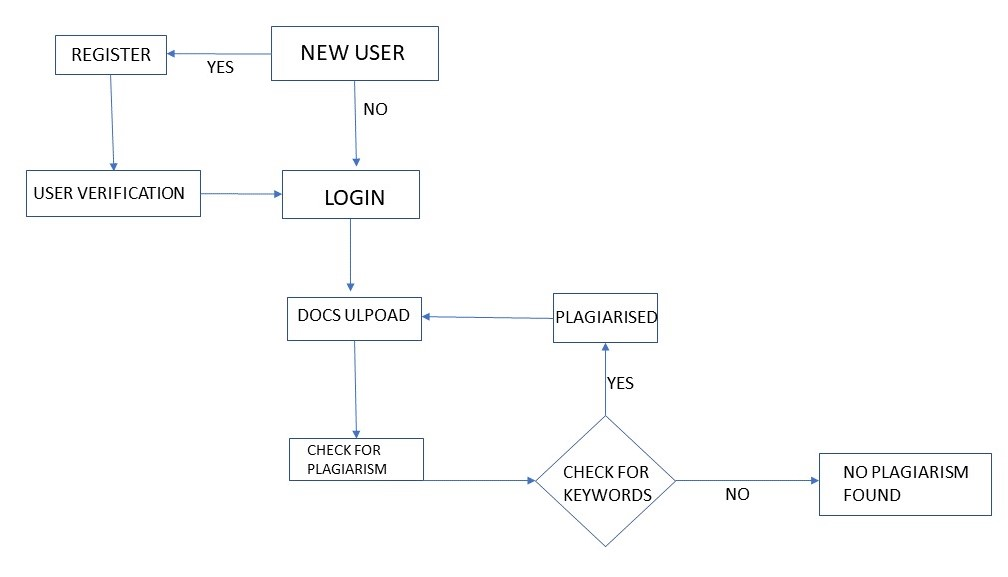 NEW USER
REGISTER
YES
NO
USER VERIFICATION
LOGIN
DOCS ULPOAD
PLAGIARISED
YES
CHECK FOR
PLAGIARISM
CHECK FOR
KEYWORDS
NO
NO PLAGIARISM
FOUND